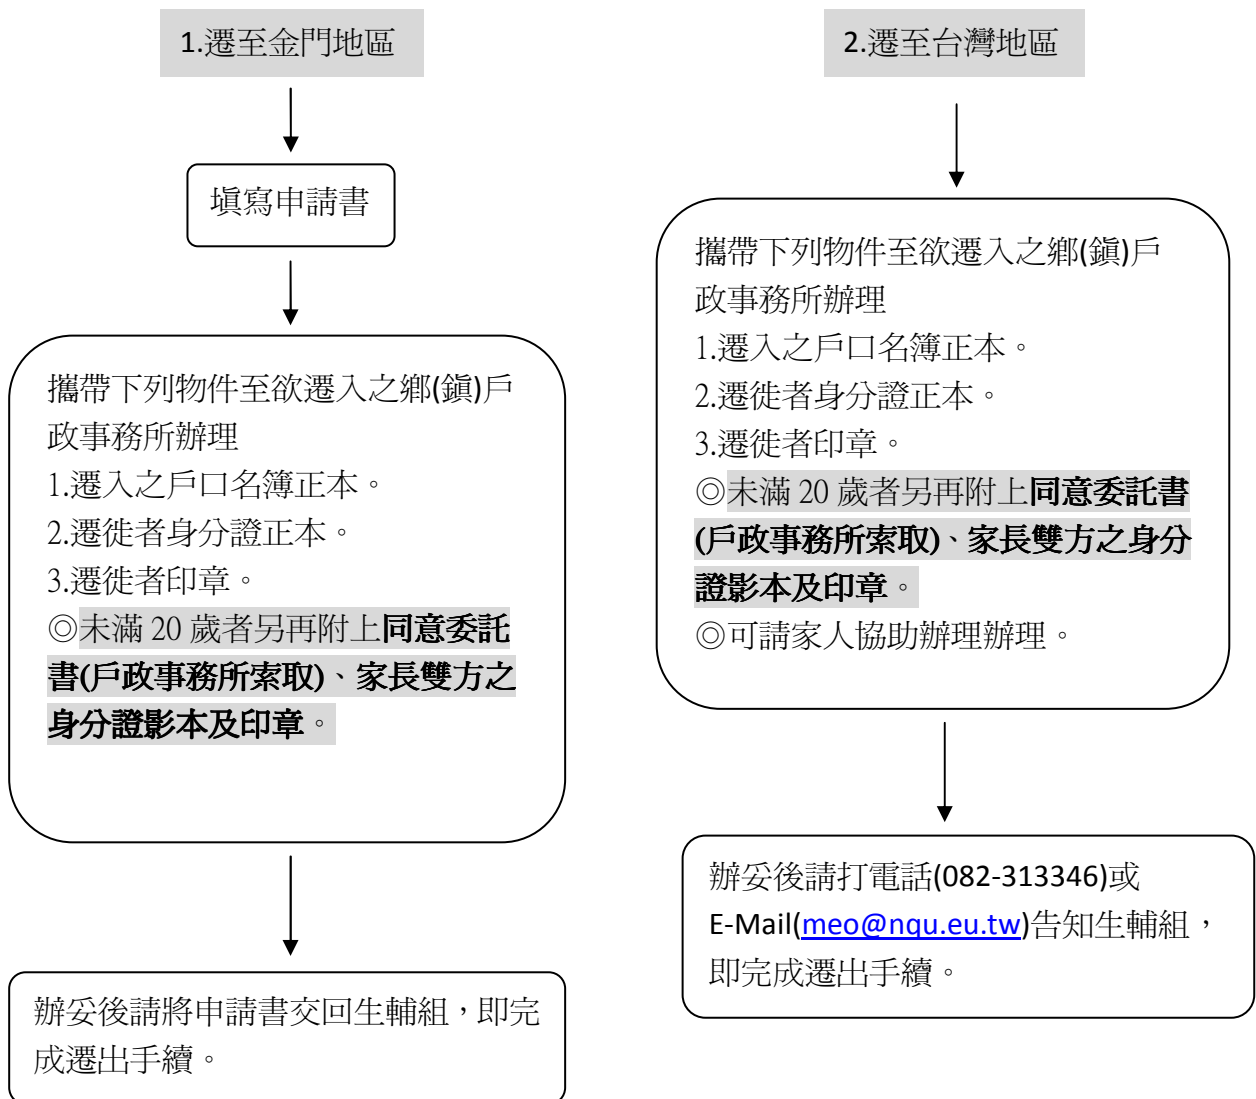 1.遷至金門地區
填寫申請書
攜帶下列物件至欲遷入之鄉(鎮)戶
政事務所辦理
1.遷入之戶口名簿正本。
2.遷徙者身分證正本。
3.遷徙者印章。
◎未滿 20 歲者另再附上同意委託
書(戶政事務所索取)、家長雙方之
身分證影本及印章。
辦妥後請將申請書交回生輔組，即完
成遷出手續。
2.遷至台灣地區
攜帶下列物件至欲遷入之鄉(鎮)戶
政事務所辦理
1.遷入之戶口名簿正本。
2.遷徙者身分證正本。
3.遷徙者印章。
◎未滿 20 歲者另再附上同意委託書
(戶政事務所索取)、家長雙方之身分
證影本及印章。
◎可請家人協助辦理辦理。
辦妥後請打電話(082-313346)或
E-Mail(meo@nqu.eu.tw)告知生輔組，
即完成遷出手續。